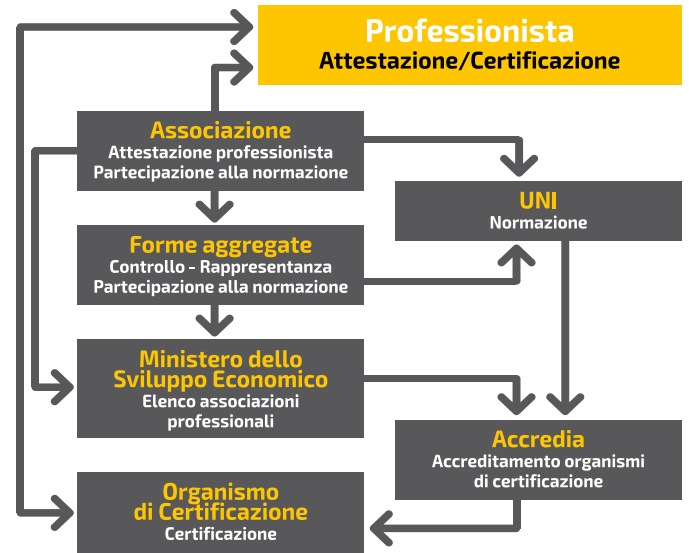 Professionista
Attestazione/Certificazione
Associazione
Attestazione professionista
Partecipazione alla normazione
UNI
Normazione
Forme aggregate
Controllo - Rappresentanza
Partecipazione alla normazione
Ministero dello
Sviluppo Economico
Elenco associazioni
professionali
Accredia
Accreditamento organismi
di certificazione
Organismo
di Certificazione
Certificazione